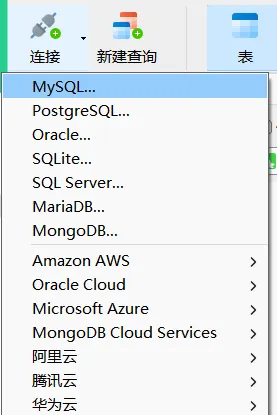 连接
新建查询
表
MySQL...
PostgreSQL...
Oracle...
SQLite...
SQL Server...
MariaDB...
MongoDB...
Amazon AWS
Oracle Cloud
Microsoft Azure
MongoDB Cloud Services
阿里云
腾讯云
华为云